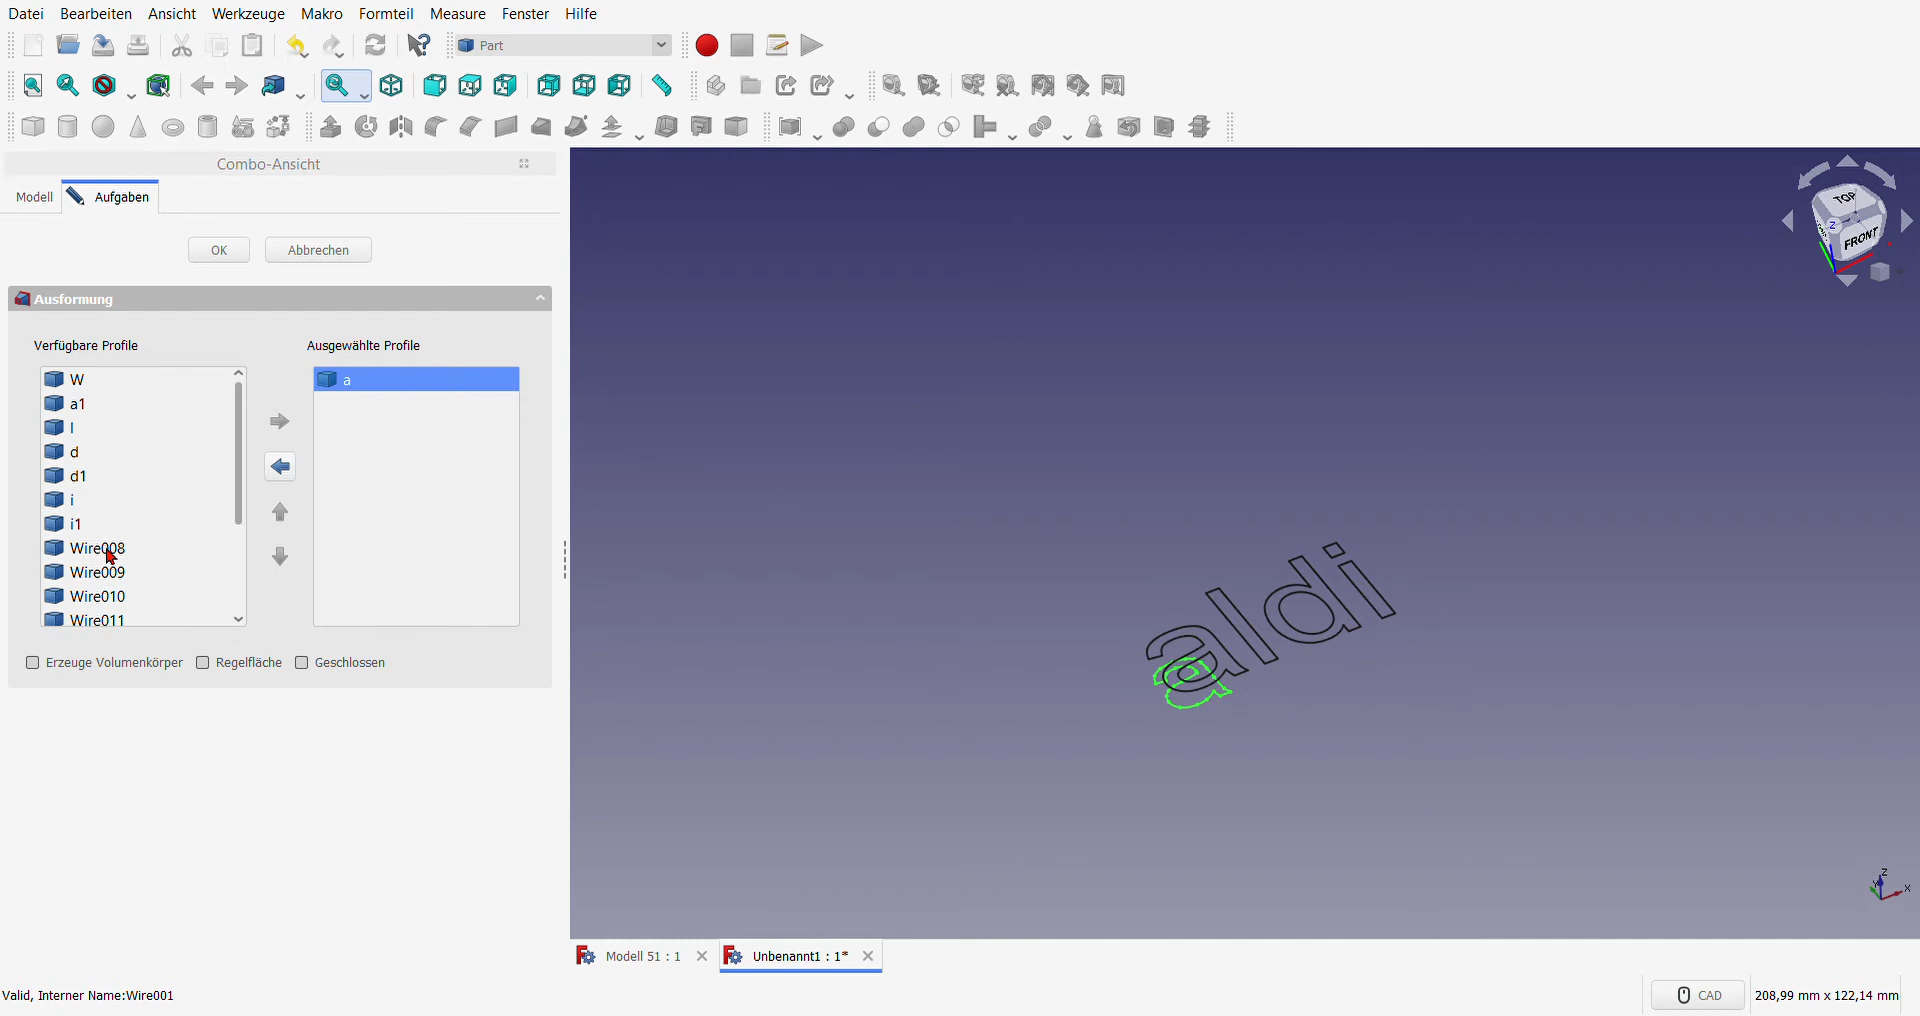 Datei Bearbeiten Ansicht Werkzeuge Makro Formteil Measure Fenster Hilfe
Part
Combo-Ansicht
Modell Aufgaben
OK Abbrechen
Ausformung
Verfügbare Profile Ausgewählte Profile
W
a
a1
l
d
d1
i
i1
Wire008
Wire009
Wire010
Wire011
Erzeuge Volumenkörper Regelfläche Geschlossen
TOP
FRONT
Z
aldi
a
Z
X
Modell 51 : 1 Unbenannt1 : 1*
Valid, Interner Name:Wire001
CAD 208,99 mm x 122,14 mm